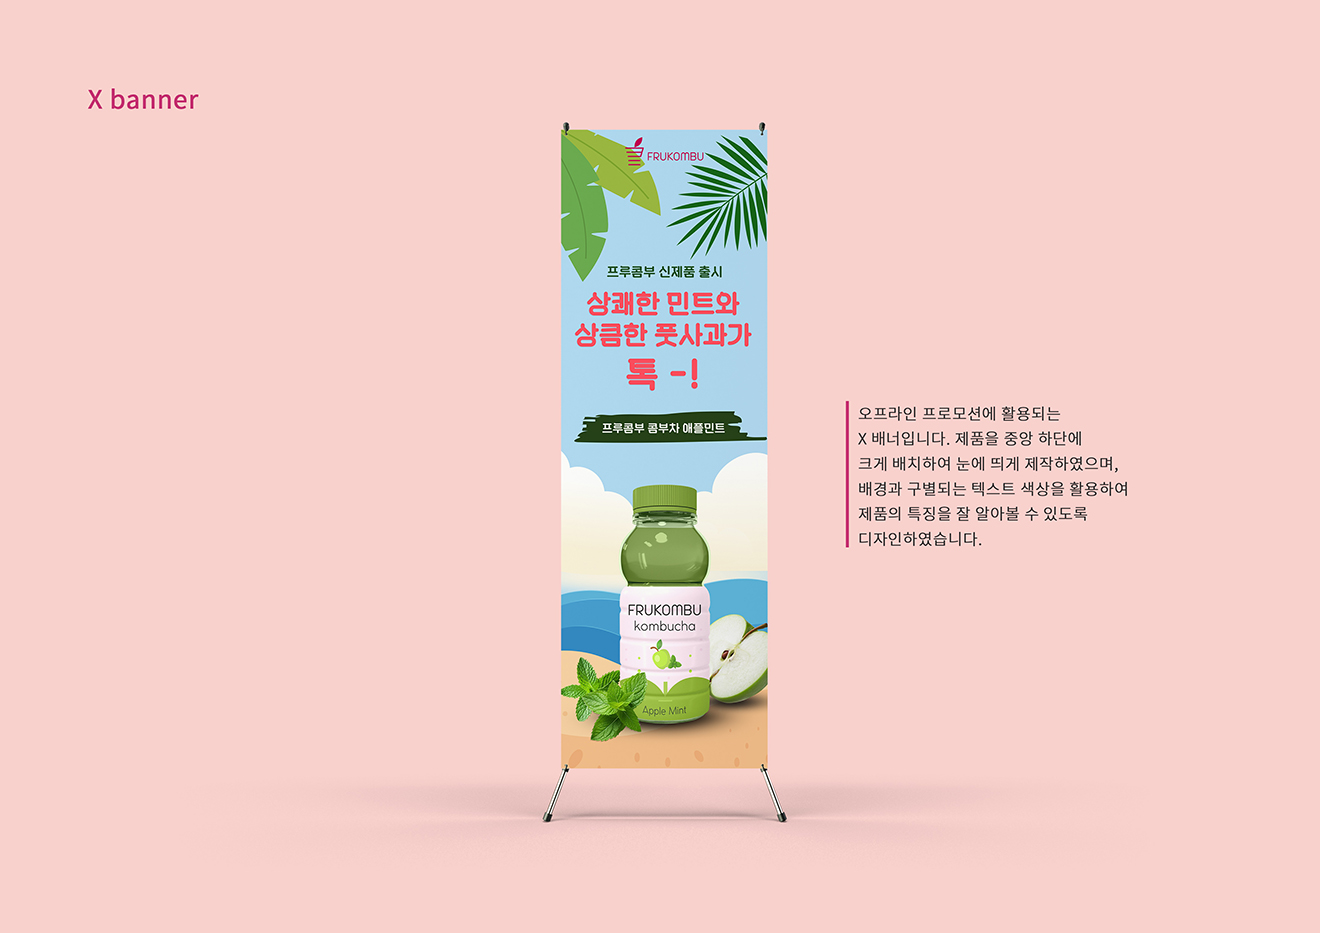 X banner
FRUKOMBU
프루콤부 신제품 출시
상쾌한 민트와
상큼한 풋사과가
톡 -!
프루콤부 콤부차 애플민트
FRUKOMBU
kombucha
Apple Mint
오프라인 프로모션에 활용되는
X 배너입니다. 제품을 중앙 하단에
크게 배치하여 눈에 띄게 제작하였으며,
배경과 구별되는 텍스트 색상을 활용하여
제품의 특징을 잘 알아볼 수 있도록
디자인하였습니다.